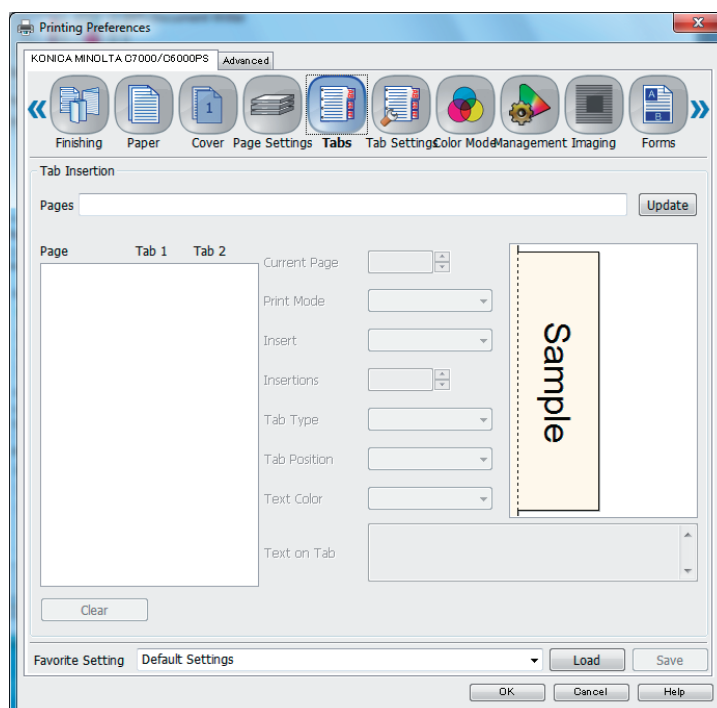 Printing Preferences
KONICA MINOLTA C7000/C6000PS Advanced
1 A B
Finishing Paper Cover Page Settings Tabs Tab Settings Color Mode Management Imaging Forms
Tab Insertion
Pages Update
Page Tab 1 Tab 2
Current Page
Print Mode
Insert
Insertions
Tab Type
Tab Position
Text Color
Text on Tab
Sample
Clear
Favorite Setting Default Settings Load Save
OK Cancel Help